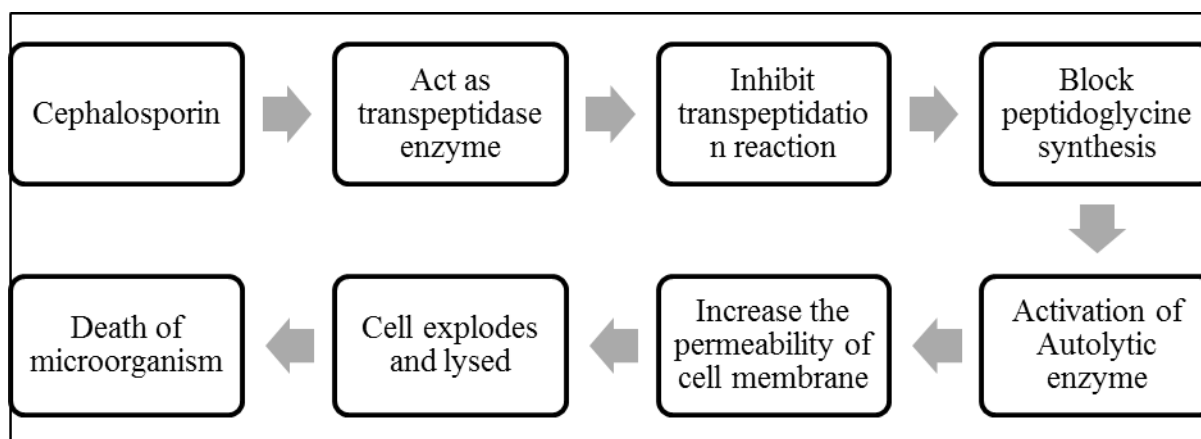 Cephalosporin
Act as
transpeptidase
enzyme
Inhibit
transpeptidatio
n reaction
Block
peptidoglycine
synthesis
Activation of
Autolytic
enzyme
Increase the
permeability of
cell membrane
Cell explodes
and lysed
Death of
microorganism